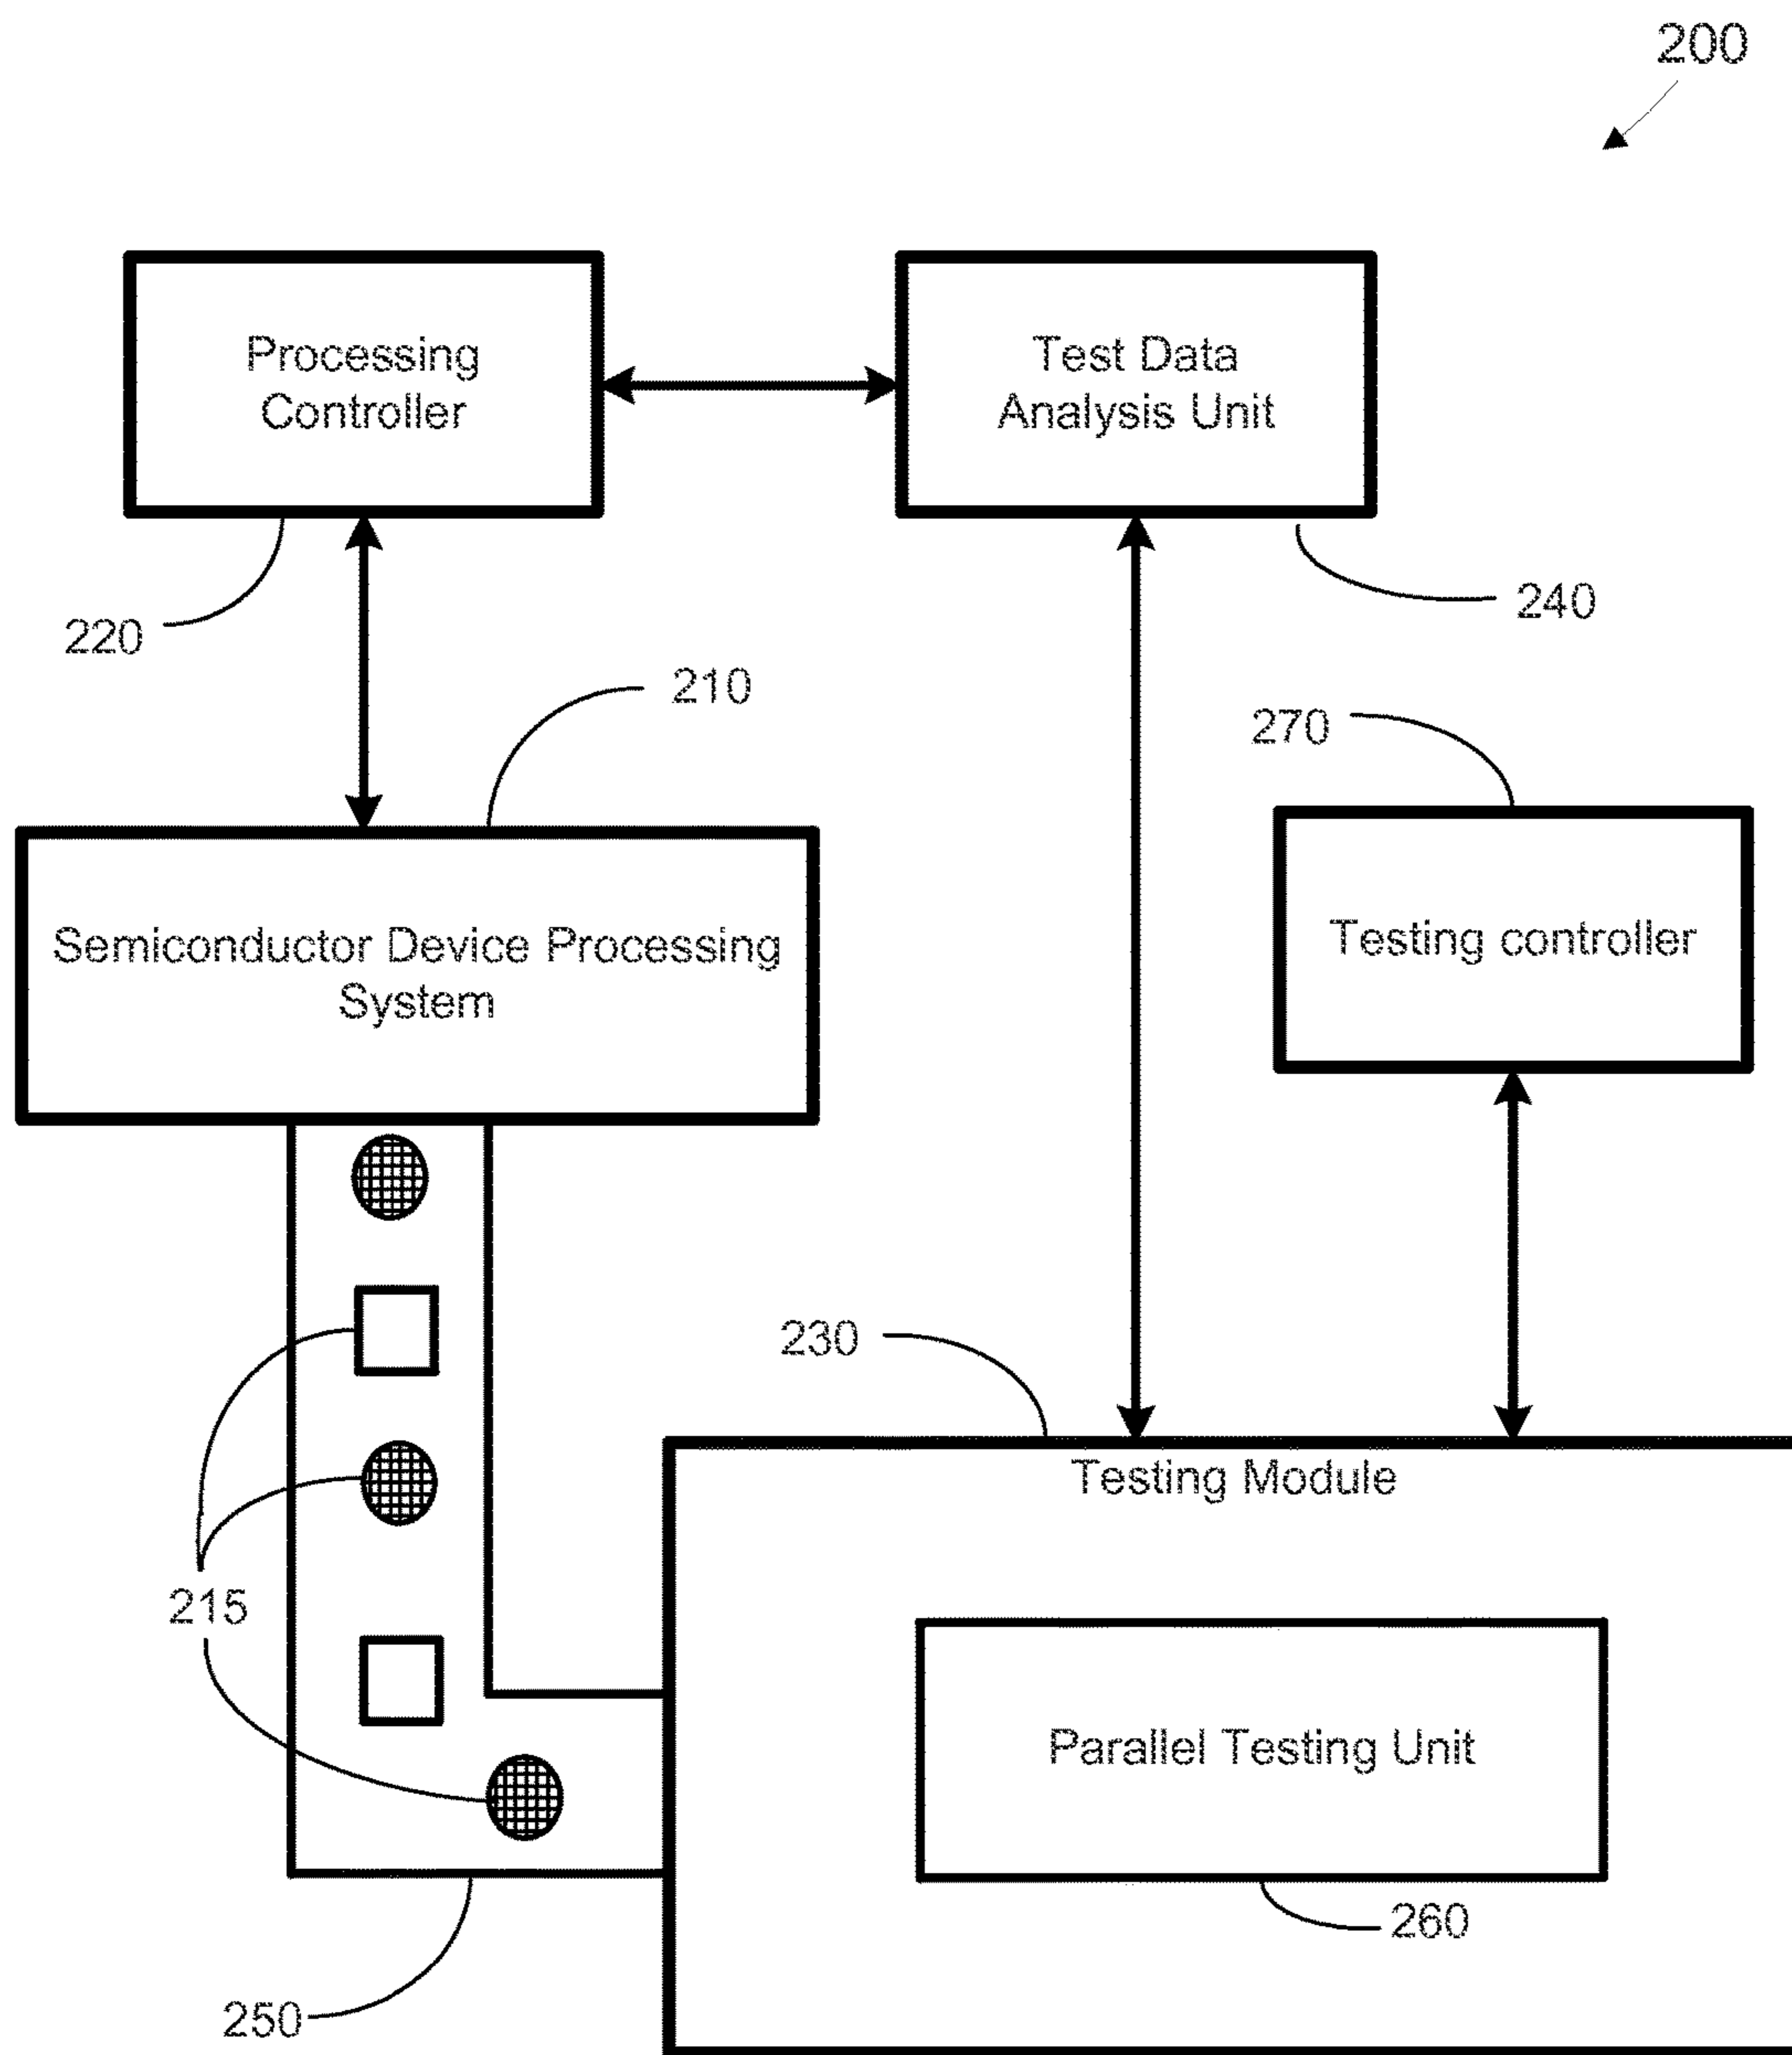 200
Processing
Controller
Test Data
Analysis Unit
220
240
210
270
Semiconductor Device Processing
System
Testing controller
230
Testing Module
215
Parallel Testing Unit
260
250